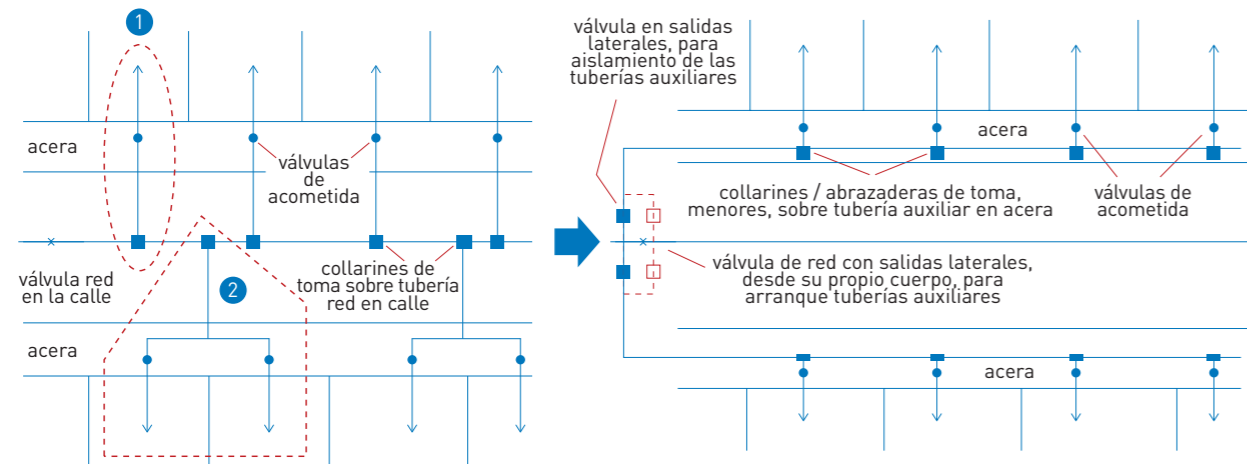 1
acera
válvulas
de
acometida
válvula red
en la calle
2
collarines de
toma sobre tubería
red en calle
acera
válvula en salidas
laterales, para
aislamiento de las
tuberías auxiliares
acera
collarines / abrazaderas de toma,
menores, sobre tubería auxiliar en acera
válvulas de
acometida
válvula de red con salidas laterales,
desde su propio cuerpo, para
arranque tuberías auxiliares
acera